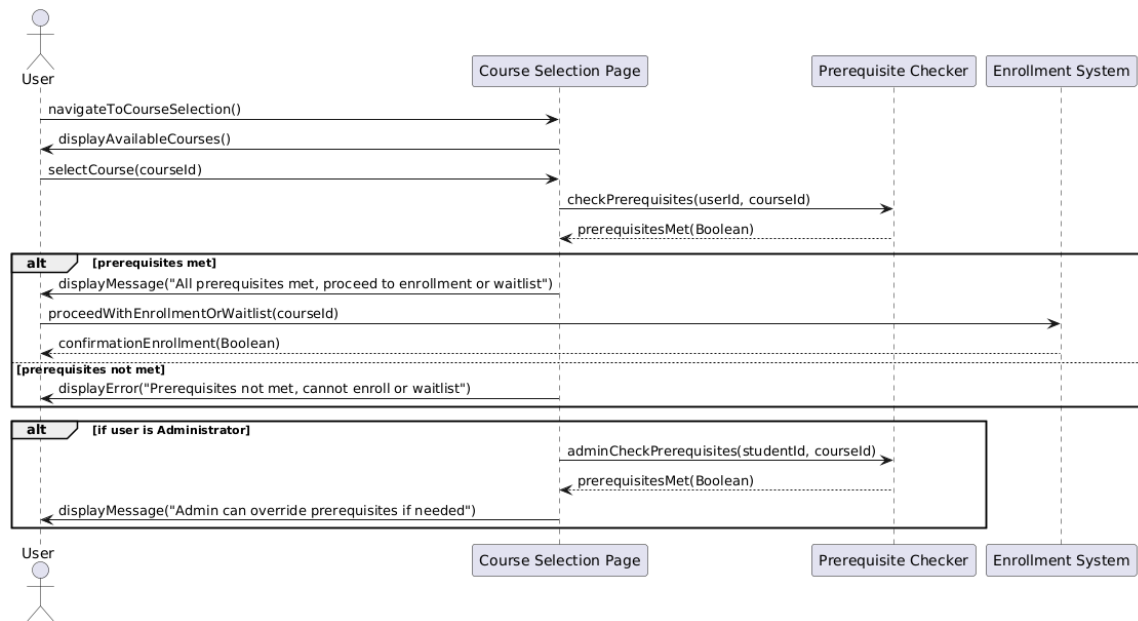 User
Course Selection Page
Prerequisite Checker
Enrollment System
navigateToCourseSelection()
displayAvailableCourses()
selectCourse(courseId)
checkPrerequisites(userId, courseId)
prerequisitesMet(Boolean)
alt [prerequisites met]
displayMessage("All prerequisites met, proceed to enrollment or waitlist")
proceedWithEnrollmentOrWaitlist(courseId)
confirmationEnrollment(Boolean)
[prerequisites not met]
displayError("Prerequisites not met, cannot enroll or waitlist")
alt [if user is Administrator]
adminCheckPrerequisites(studentId, courseId)
prerequisitesMet(Boolean)
displayMessage("Admin can override prerequisites if needed")
User
Course Selection Page
Prerequisite Checker
Enrollment System